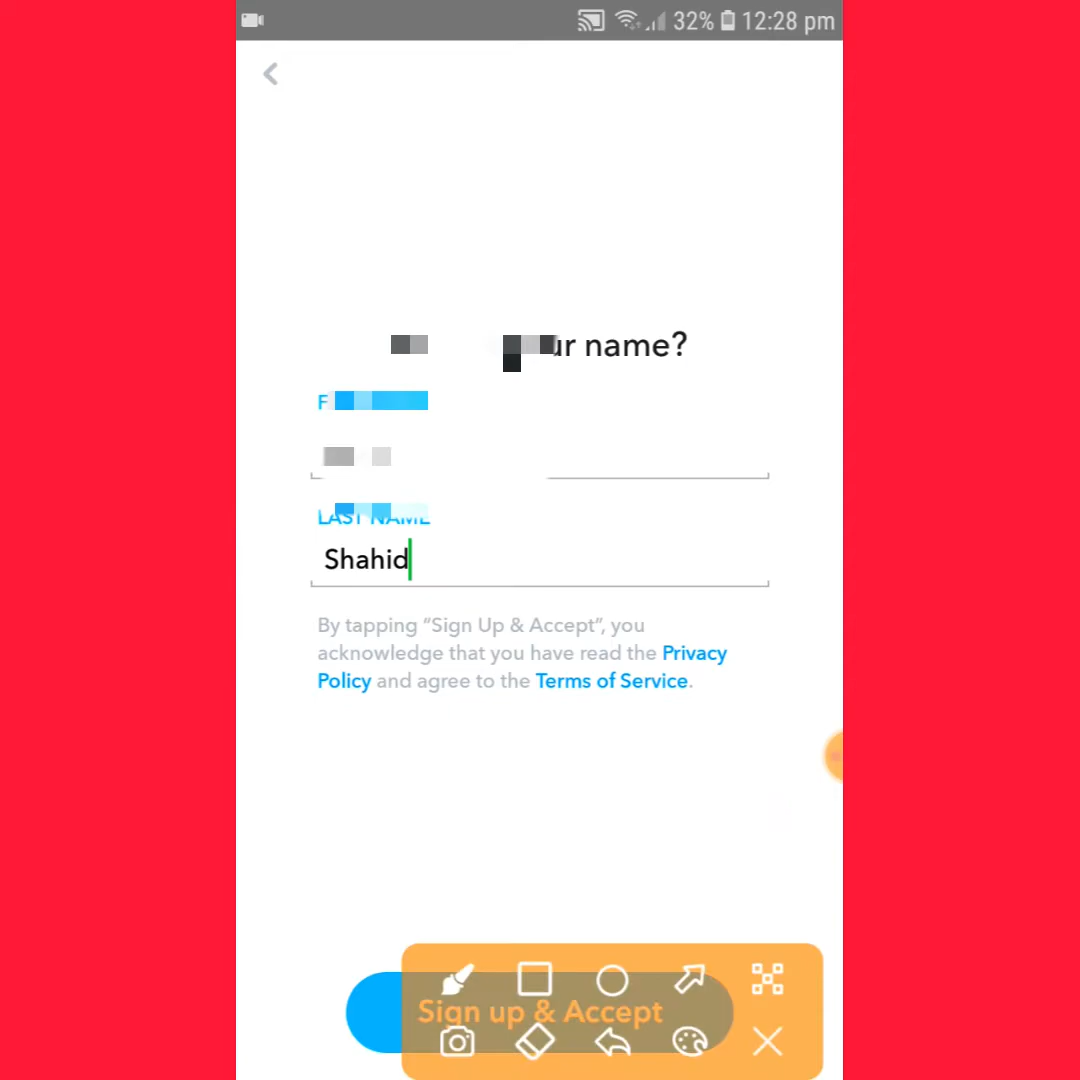 32% 12:28 pm
name?
LAST NAME
Shahid
By tapping “Sign Up & Accept”, you
acknowledge that you have read the Privacy
Policy and agree to the Terms of Service.
Sign up & Accept